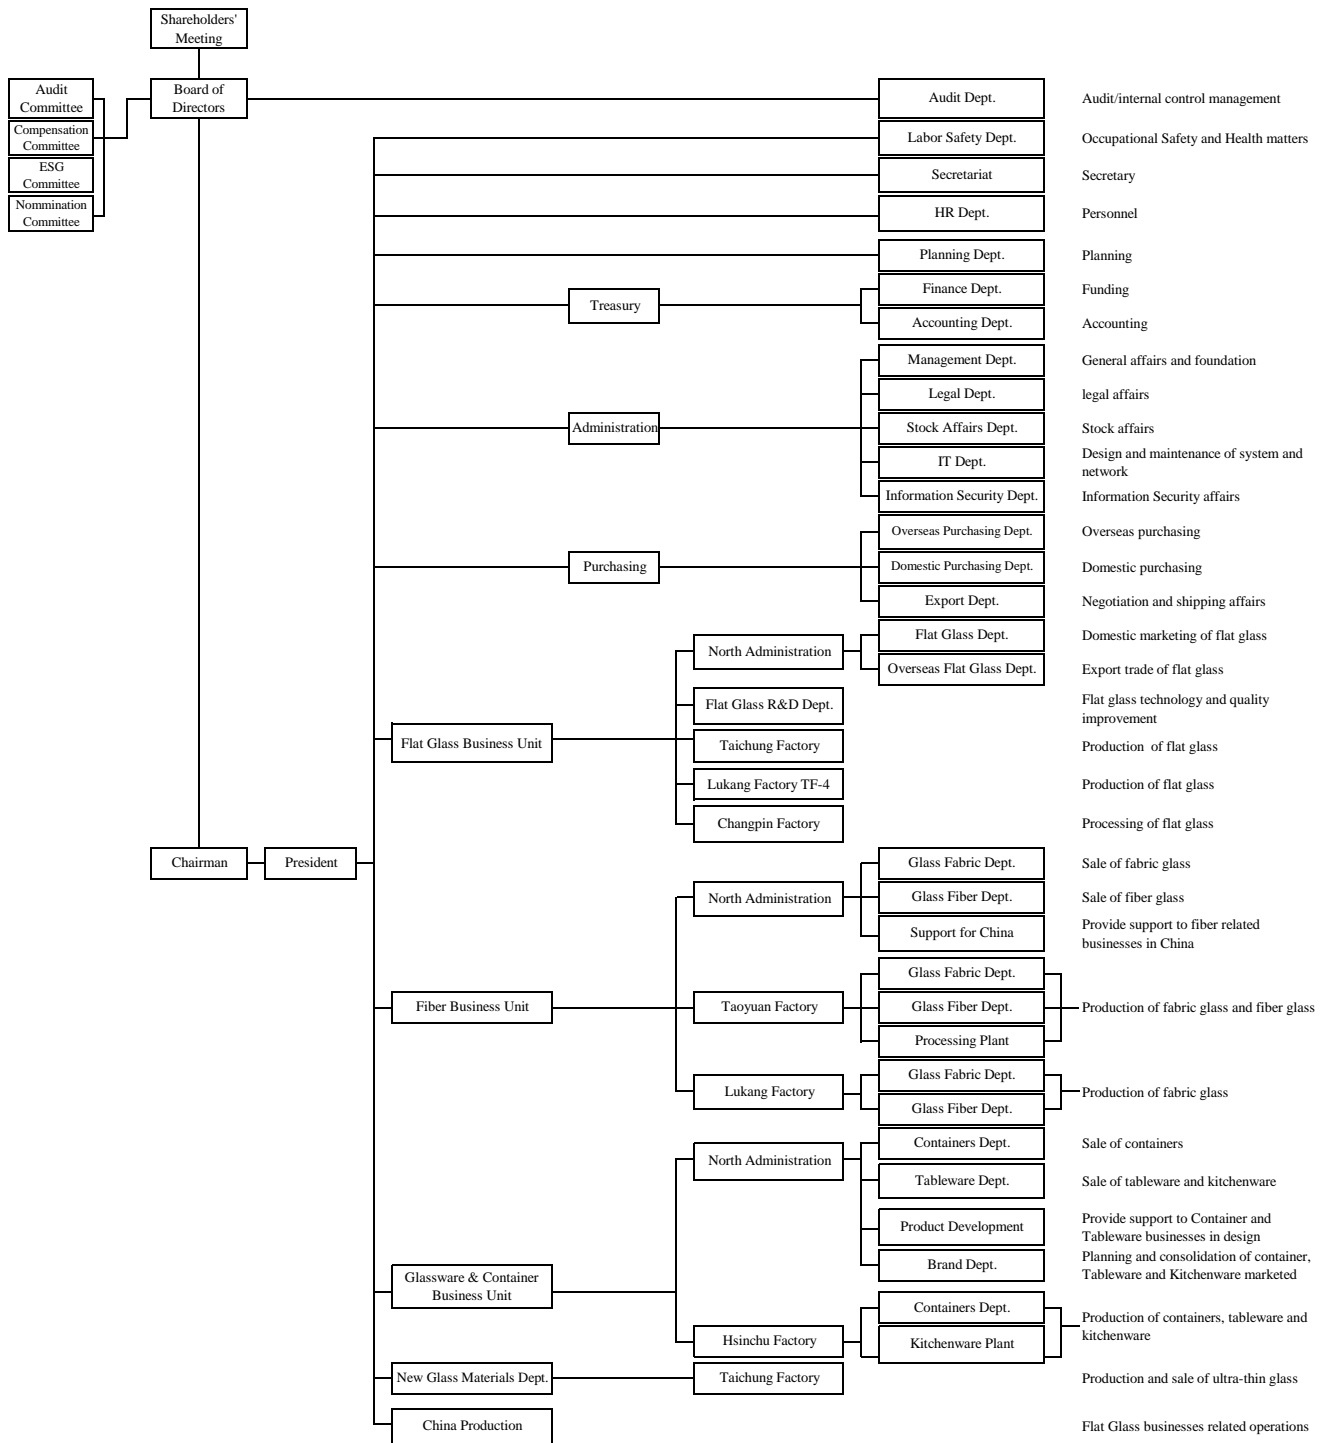 Shareholders'
Meeting
Audit
Committee
Board of
Directors
Audit Dept.
Audit/internal control management
Compensation
Committee
Labor Safety Dept.
Occupational Safety and Health matters
ESG
Committee
Secretariat
Secretary
Nommination
Committee
HR Dept.
Personnel
Planning Dept.
Planning
Treasury
Finance Dept.
Funding
Accounting Dept.
Accounting
Administration
Management Dept.
General affairs and foundation
Legal Dept.
legal affairs
Stock Affairs Dept.
Stock affairs
IT Dept.
Design and maintenance of system and
network
Information Security Dept.
Information Security affairs
Purchasing
Overseas Purchasing Dept.
Overseas purchasing
Domestic Purchasing Dept.
Domestic purchasing
Export Dept.
Negotiation and shipping affairs
Flat Glass Business Unit
North Administration
Flat Glass Dept.
Domestic marketing of flat glass
Overseas Flat Glass Dept.
Export trade of flat glass
Flat Glass R&D Dept.
Flat glass technology and quality
improvement
Taichung Factory
Production  of flat glass
Lukang Factory TF-4
Production of flat glass
Changpin Factory
Processing of flat glass
Chairman
President
Fiber Business Unit
North Administration
Glass Fabric Dept.
Sale of fabric glass
Glass Fiber Dept.
Sale of fiber glass
Support for China
Provide support to fiber related
businesses in China
Taoyuan Factory
Glass Fabric Dept.
Glass Fiber Dept.
Processing Plant
Production of fabric glass and fiber glass
Lukang Factory
Glass Fabric Dept.
Glass Fiber Dept.
Production of fabric glass
Glassware & Container
Business Unit
North Administration
Containers Dept.
Sale of containers
Tableware Dept.
Sale of tableware and kitchenware
Product Development
Provide support to Container and
Tableware businesses in design
Brand Dept.
Planning and consolidation of container,
Tableware and Kitchenware marketed
Hsinchu Factory
Containers Dept.
Kitchenware Plant
Production of containers, tableware and
kitchenware
New Glass Materials Dept.
Taichung Factory
Production and sale of ultra-thin glass
China Production
Flat Glass businesses related operations